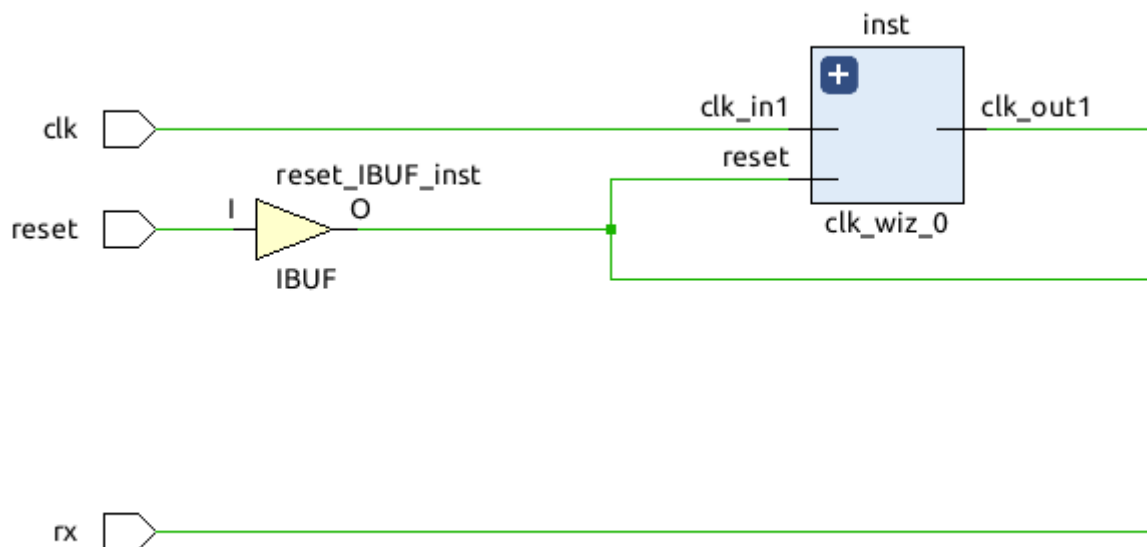 inst
clk
clk_in1
clk_out1
reset
reset_IBUF_inst
reset
I
O
IBUF
clk_wiz_0
rx